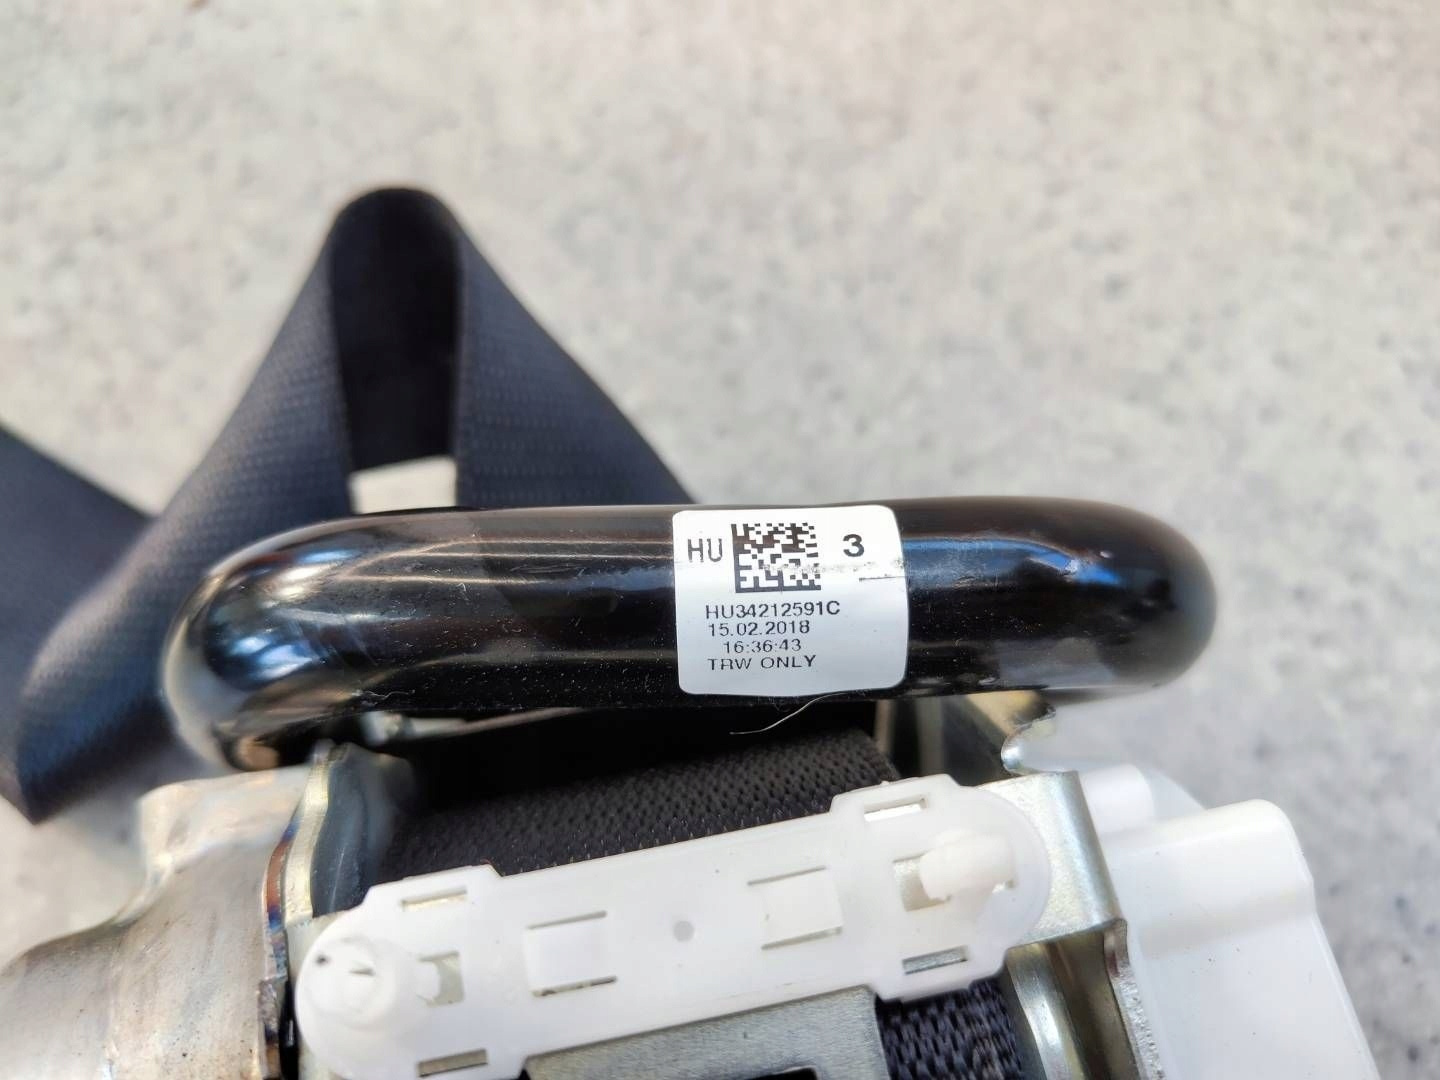 HU 3
HU34212591C
15.02.2018
16:36:43
TRW ONLY